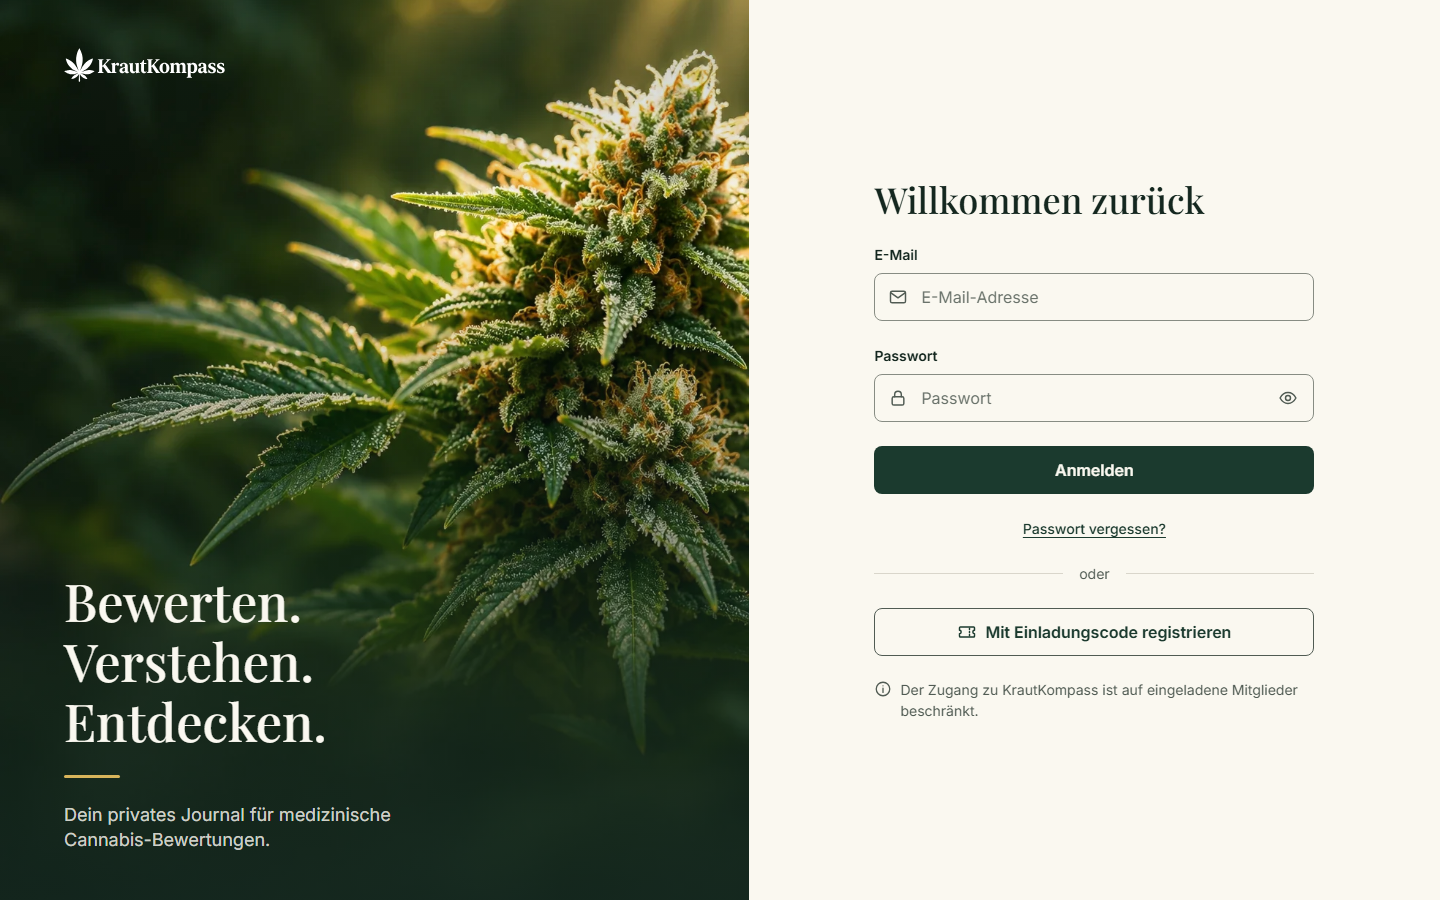 KrautKompass
Bewerten.
Verstehen.
Entdecken.
Dein privates Journal für medizinische
Cannabis-Bewertungen.
Willkommen zurück
E-Mail
E-Mail-Adresse
Passwort
Passwort
Anmelden
Passwort vergessen?
oder
Mit Einladungscode registrieren
Der Zugang zu KrautKompass ist auf eingeladene Mitglieder
beschränkt.